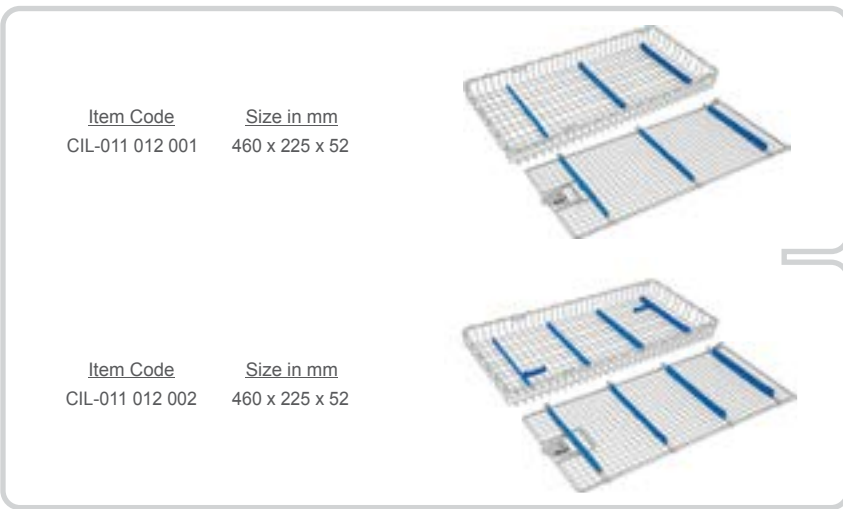 Item Code Size in mm
CIL-011 012 001 460 x 225 x 52
Item Code Size in mm
CIL-011 012 002 460 x 225 x 52